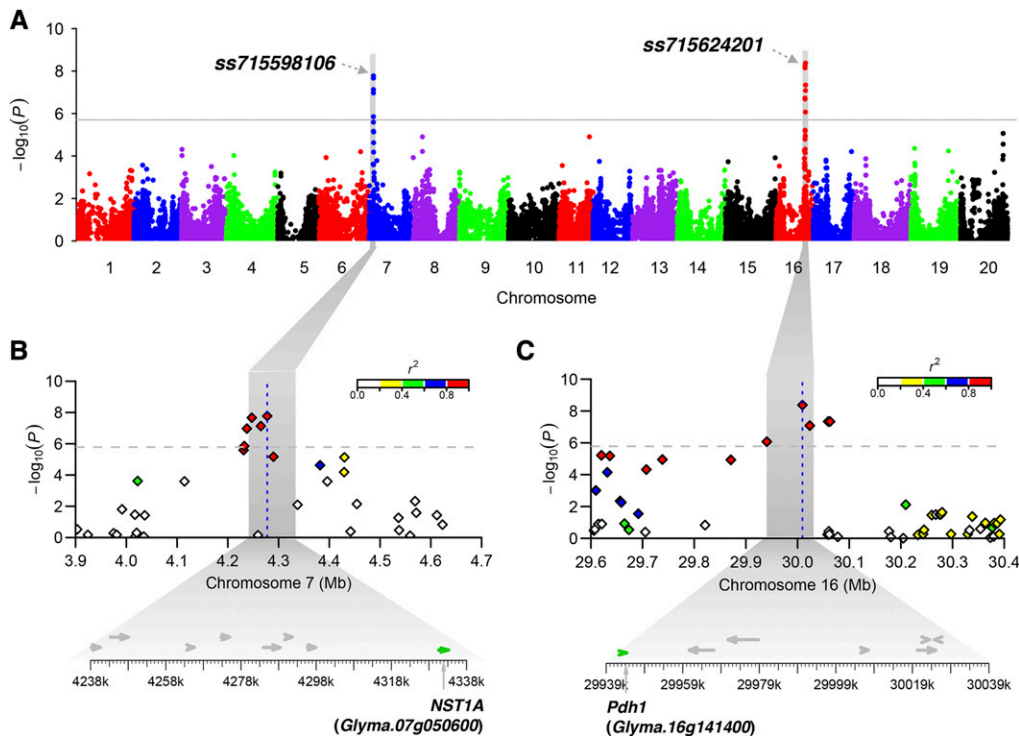 A
ss715598106
ss715624201
10
8
6
4
2
0
−log10(P)
1 2 3 4 5 6 7 8 9 10 11 12 13 14 15 16 17 18 19 20
Chromosome
B
r2
0.4 0.6 0.8 1.0
10
8
6
4
2
0
−log10(P)
3.9 4.0 4.1 4.2 4.3 4.4 4.5 4.6 4.7
Chromosome 7 (Mb)
4238k 4258k 4278k 4298k 4318k 4338k
NST1A
(Glyma.07g050600)
C
r2
0.4 0.6 0.8 1.0
10
8
6
4
2
0
−log10(P)
29.6 29.7 29.8 29.9 30.0 30.1 30.2 30.3 30.4
Chromosome 16 (Mb)
29939k 29959k 29979k 29999k 30019k 30039k
Pdh1
(Glyma.16g141400)